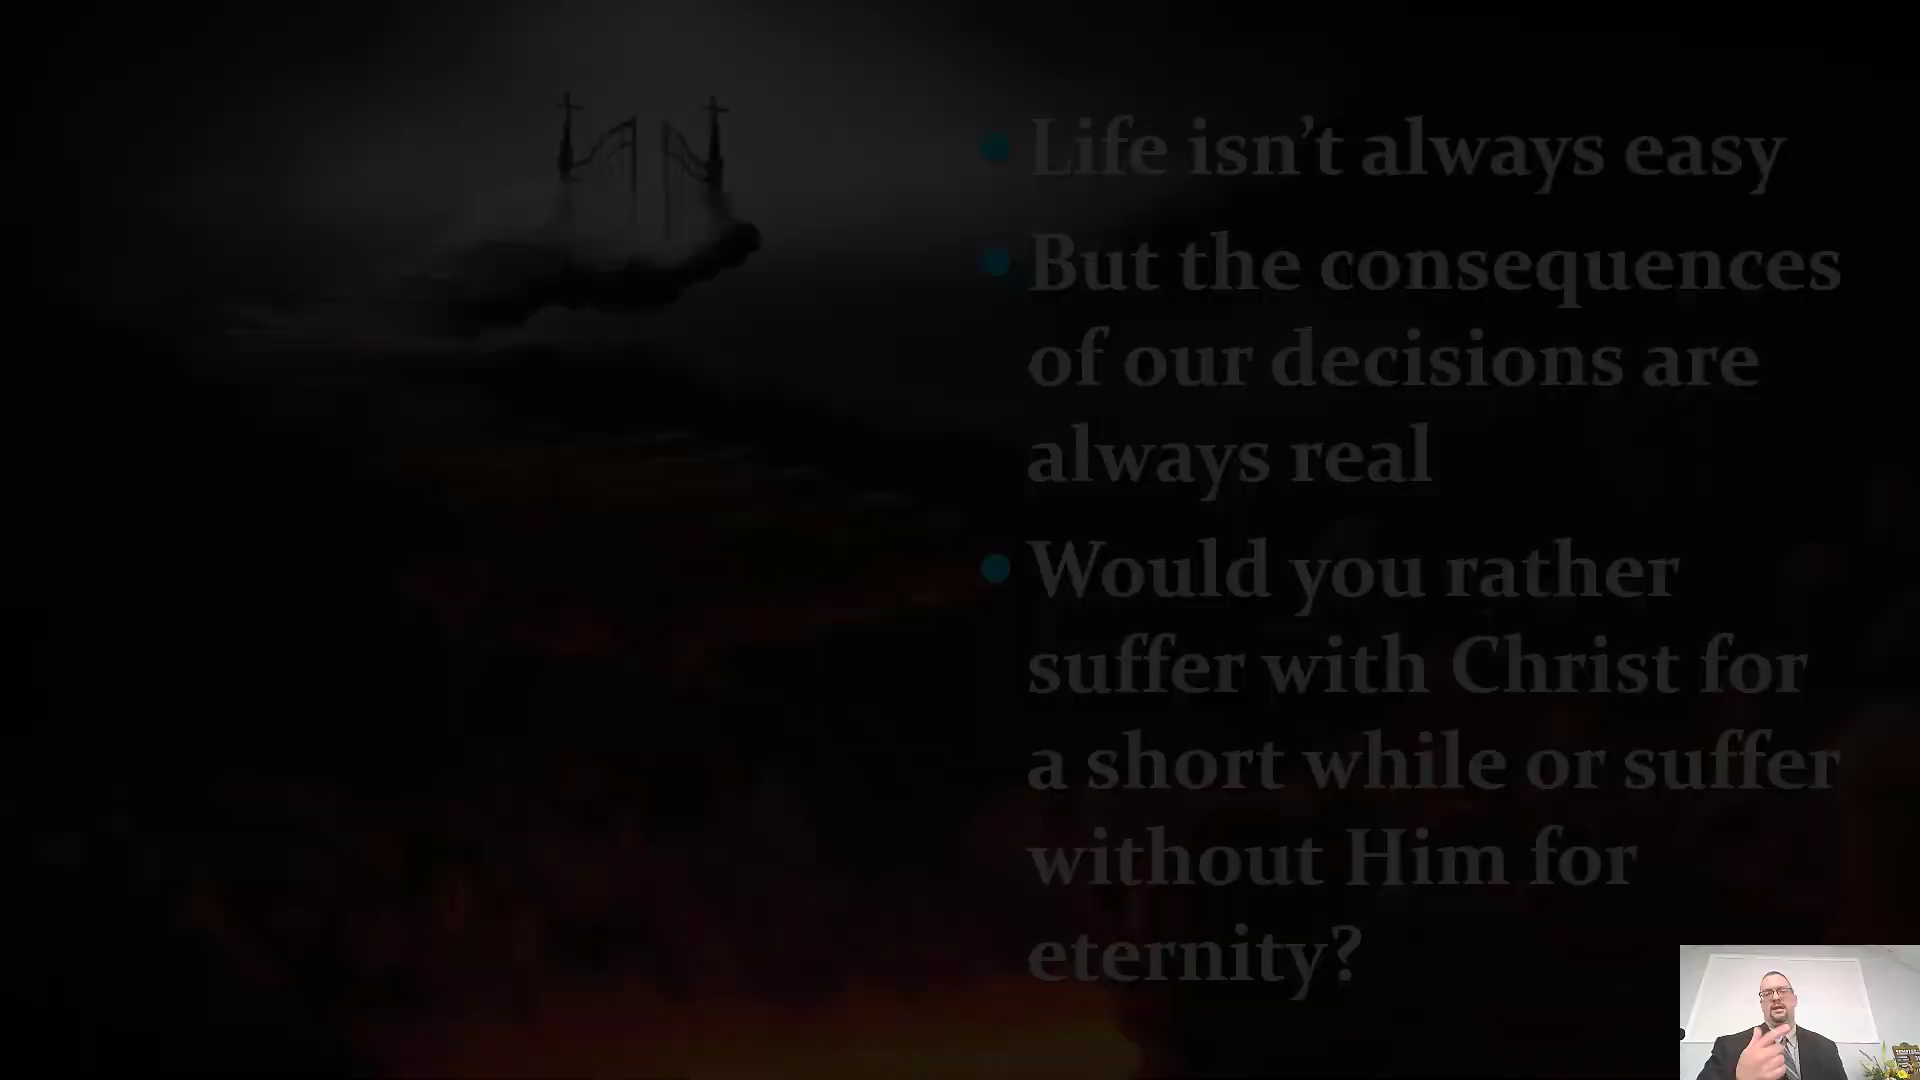 Life isn’t always easy
But the consequences
of our decisions are
always real
Would you rather
suffer with Christ for
a short while or suffer
without Him for
eternity?